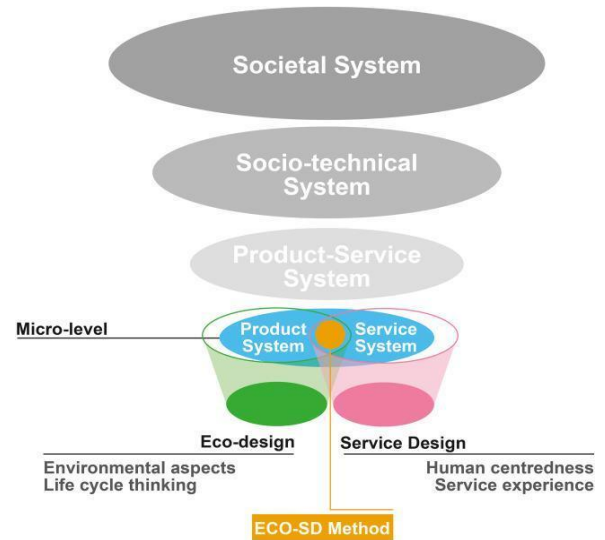 Societal System
Socio-technical
System
Product-Service
System
Micro-level
Product
System
Service
System
Eco-design
Environmental aspects
Life cycle thinking
Service Design
Human centredness
Service experience
ECO-SD Method